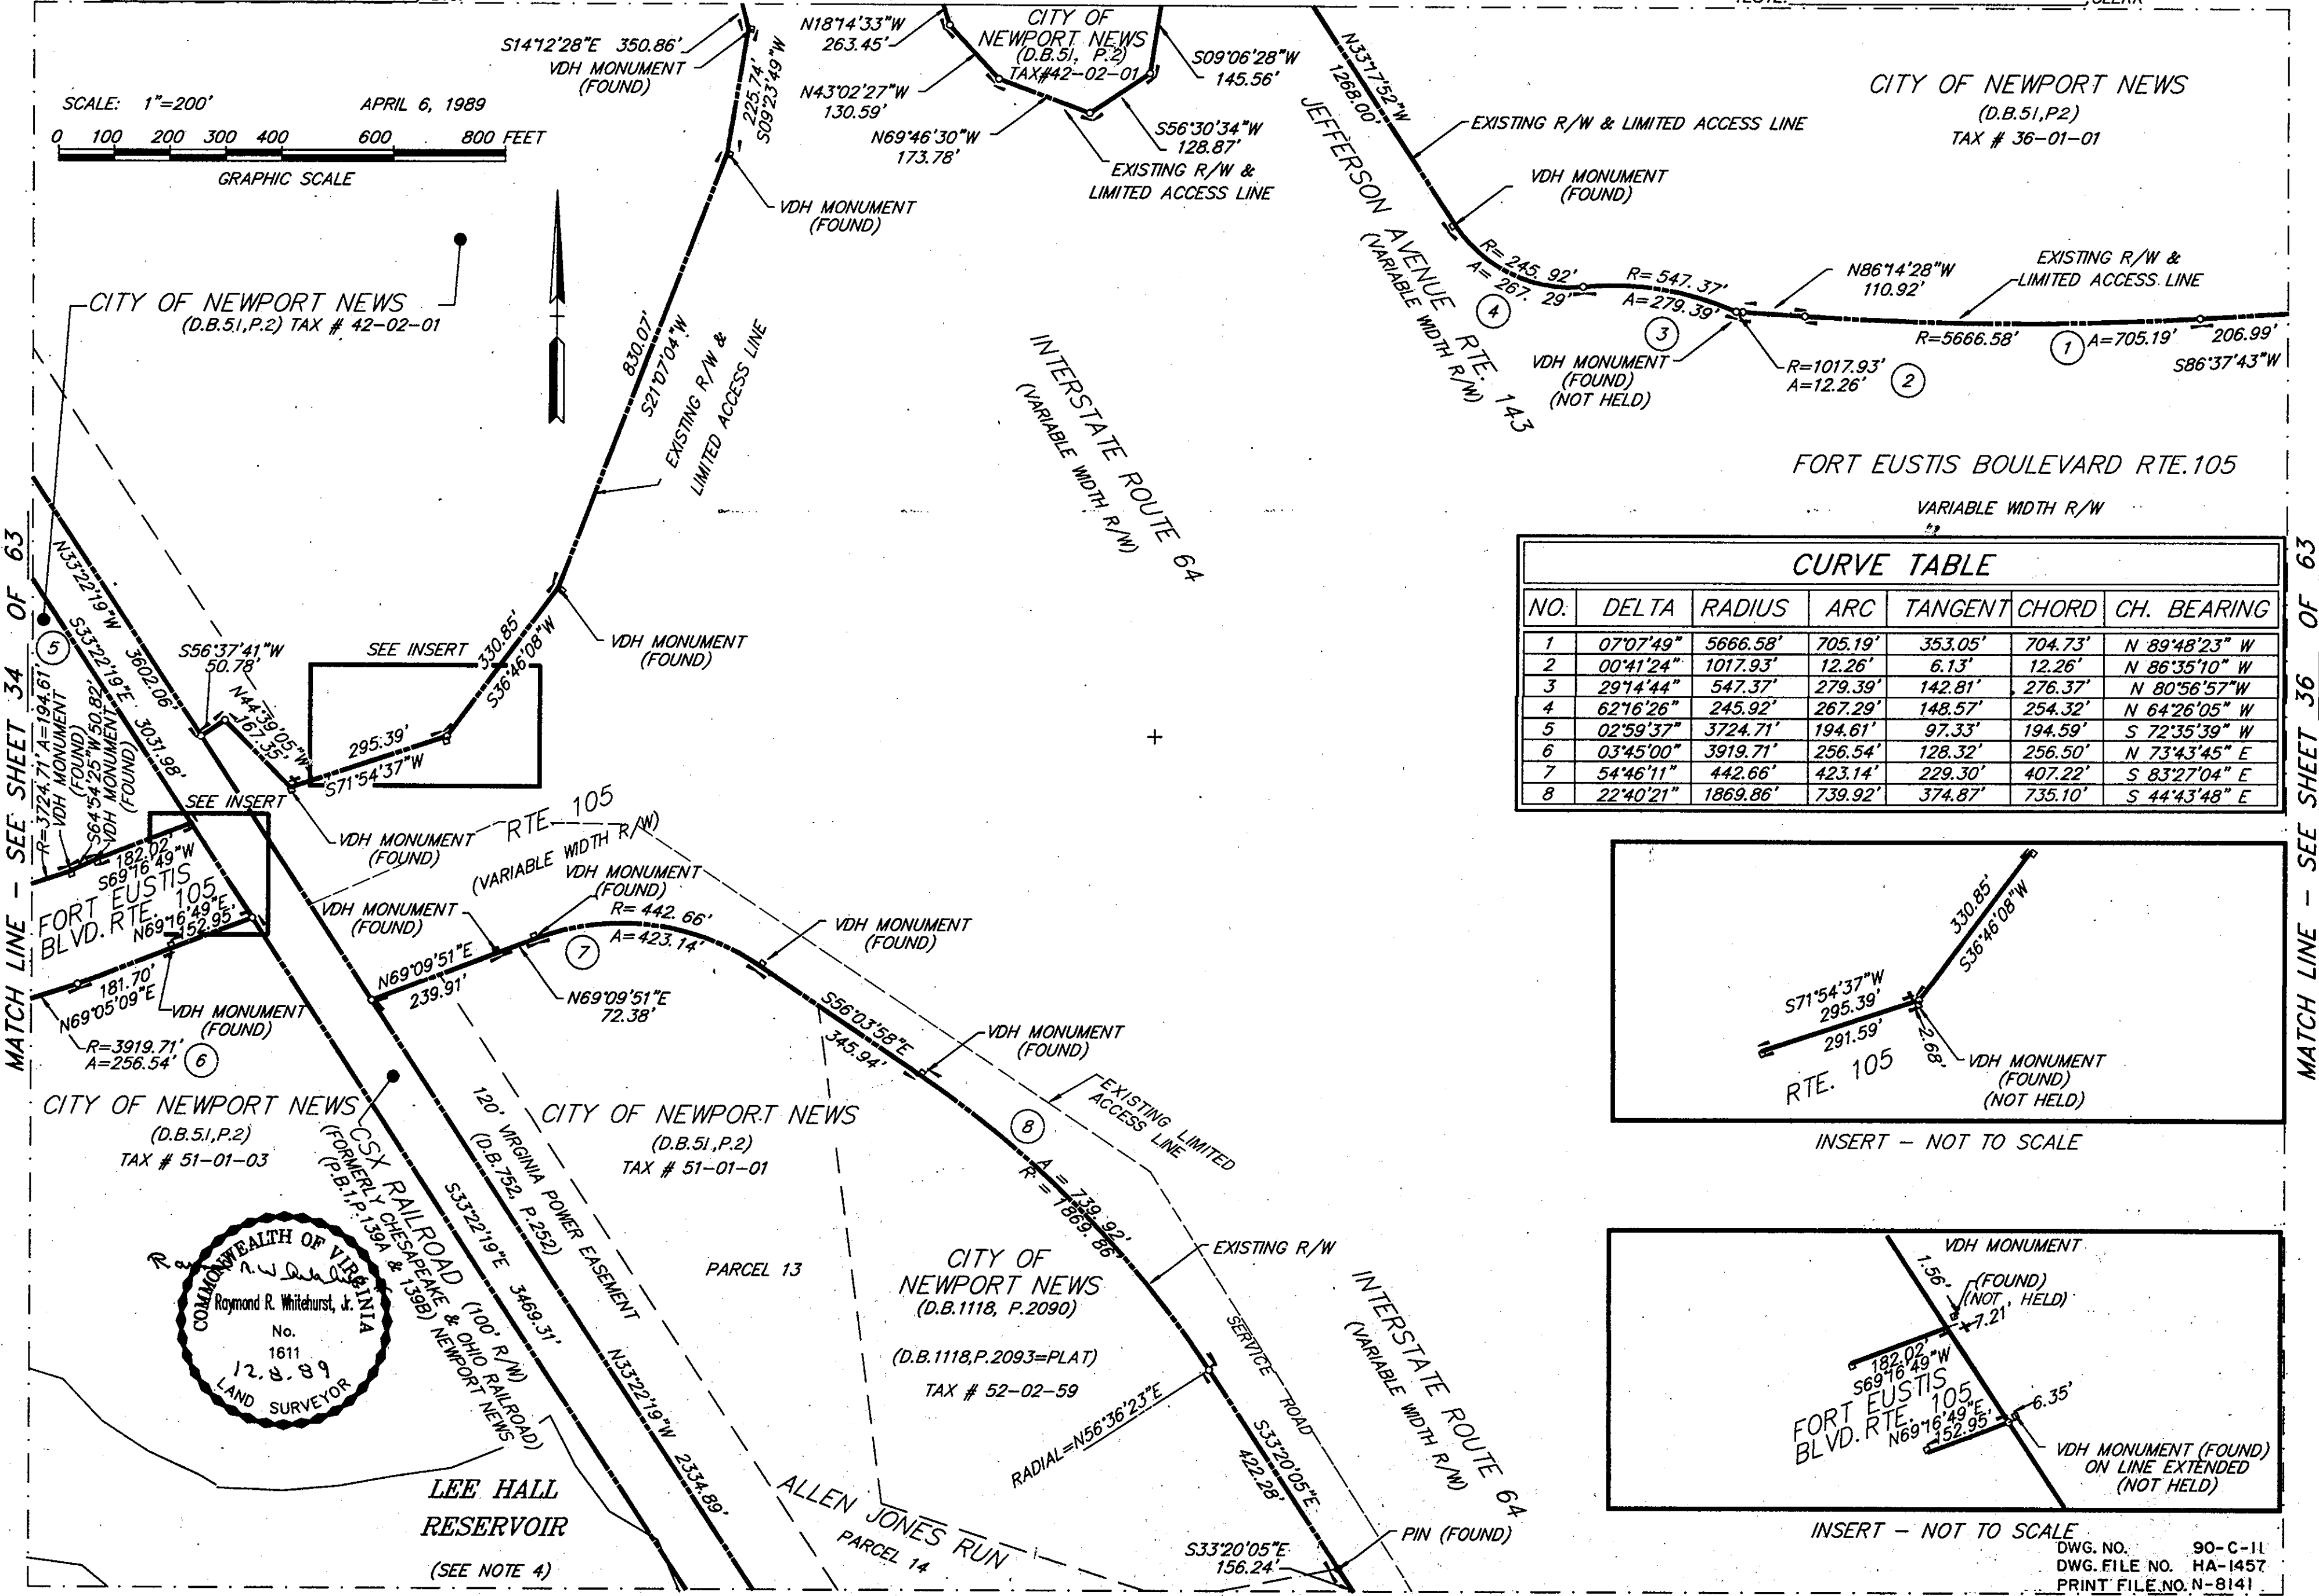 CLERK
SCALE: 1"=200'
APRIL 6, 1989
0 100 200 300 400 600 800 FEET
GRAPHIC SCALE
S14°12'28"E 350.86'
VDH MONUMENT
(FOUND)
225.74'
S09°23'49"W
N18°14'33"W
263.45'
CITY OF
NEWPORT NEWS
(D.B.51, P.2)
TAX#42-02-01
S09°06'28"W
145.56'
N43°02'27"W
130.59'
N69°46'30"W
173.78'
S56°30'34"W
128.87'
EXISTING R/W &
LIMITED ACCESS LINE
VDH MONUMENT
(FOUND)
N33°17'52"W
1268.00'
CITY OF NEWPORT NEWS
(D.B.51,P2)
TAX # 36-01-01
EXISTING R/W & LIMITED ACCESS LINE
VDH MONUMENT
(FOUND)
JEFFERSON AVENUE RTE. 143
(VARIABLE WIDTH R/W)
R= 245.92'
A= 267.29'
4
R= 547.37'
A=279.39'
3
N86°14'28"W
110.92'
EXISTING R/W &
LIMITED ACCESS LINE
VDH MONUMENT
(FOUND)
(NOT HELD)
R=1017.93'
A=12.26'
2
R=5666.58'
1
A=705.19'
206.99'
S86°37'43"W
CITY OF NEWPORT NEWS
(D.B.51,P.2) TAX # 42-02-01
830.07'
S21°07'04"W
EXISTING R/W &
LIMITED ACCESS LINE
INTERSTATE ROUTE 64
(VARIABLE WIDTH R/W)
FORT EUSTIS BOULEVARD RTE.105
VARIABLE WIDTH R/W
MATCH LINE - SEE SHEET 34 OF 63
MATCH LINE - SEE SHEET 36 OF 63
CURVE TABLE
NO. DELTA RADIUS ARC TANGENT CHORD CH. BEARING
1 07°07'49" 5666.58' 705.19' 353.05' 704.73' N 89°48'23" W
2 00°41'24" 1017.93' 12.26' 6.13' 12.26' N 86°35'10" W
3 29°14'44" 547.37' 279.39' 142.81' 276.37' N 80°56'57"W
4 62°16'26" 245.92' 267.29' 148.57' 254.32' N 64°26'05" W
5 02°59'37" 3724.71' 194.61' 97.33' 194.59' S 72°35'39" W
6 03°45'00" 3919.71' 256.54' 128.32' 256.50' N 73°43'45" E
7 54°46'11" 442.66' 423.14' 229.30' 407.22' S 83°27'04" E
8 22°40'21" 1869.86' 739.92' 374.87' 735.10' S 44°43'48" E
N33°22'19"W
3602.06'
S33°22'19"E 3031.98'
5
R=3724.71' A=194.61'
VDH MONUMENT
(FOUND)
S64°54'25"W 50.82'
VDH MONUMENT
(FOUND)
S56°37'41"W
50.78'
N44°39'05"W
167.35'
SEE INSERT
330.85'
S36°46'08"W
VDH MONUMENT
(FOUND)
295.39'
S71°54'37"W
SEE INSERT
VDH MONUMENT
(FOUND)
RTE. 105
(VARIABLE WIDTH R/W)
182.02'
S69°16'49"W
FORT EUSTIS
BLVD. RTE. 105
N69°16'49"E
152.95'
181.70'
N69°05'09"E
VDH MONUMENT
(FOUND)
R=3919.71'
A=256.54'
6
VDH MONUMENT
(FOUND)
VDH MONUMENT
(FOUND)
R= 442.66'
A=423.14'
7
N69°09'51"E
239.91'
N69°09'51"E
72.38'
VDH MONUMENT
(FOUND)
S56°03'58"E
345.94'
VDH MONUMENT
(FOUND)
EXISTING LIMITED
ACCESS LINE
8
A = 739.92'
R = 1869.86'
EXISTING R/W
S71°54'37"W
295.39'
291.59'
330.85'
S36°46'08"W
2.68'
RTE. 105
VDH MONUMENT
(FOUND)
(NOT HELD)
INSERT - NOT TO SCALE
CITY OF NEWPORT NEWS
(D.B.51,P.2)
TAX # 51-01-03
CITY OF NEWPORT NEWS
(D.B.51,P.2)
TAX # 51-01-01
CSX RAILROAD (100' R/W)
(FORMERLY CHESAPEAKE & OHIO RAILROAD)
(P.B.1,P.139A & 139B) NEWPORT NEWS
S33°22'19"E 3469.31'
120' VIRGINIA POWER EASEMENT
(D.B.752, P.252)
N33°22'19"W 2334.89'
PARCEL 13
CITY OF
NEWPORT NEWS
(D.B.1118, P.2090)
(D.B.1118,P.2093=PLAT)
TAX # 52-02-59
RADIAL=N56°36'23"E
SERVICE ROAD
INTERSTATE ROUTE 64
(VARIABLE WIDTH R/W)
S33°20'05"E
422.28'
S33°20'05"E
156.24'
PIN (FOUND)
ALLEN JONES RUN
PARCEL 14
COMMONWEALTH OF VIRGINIA
Raymond R. Whitehurst, Jr.
No.
1611
12.8.89
LAND SURVEYOR
LEE HALL
RESERVOIR
(SEE NOTE 4)
VDH MONUMENT
(FOUND)
(NOT HELD)
1.56'
7.21'
182.02'
S69°16'49"W
FORT EUSTIS
BLVD. RTE. 105
N69°16'49"E
152.95'
6.35'
VDH MONUMENT (FOUND)
ON LINE EXTENDED
(NOT HELD)
INSERT - NOT TO SCALE
DWG. NO. 90-C-11
DWG. FILE NO. HA-1457
PRINT FILE NO. N-8141